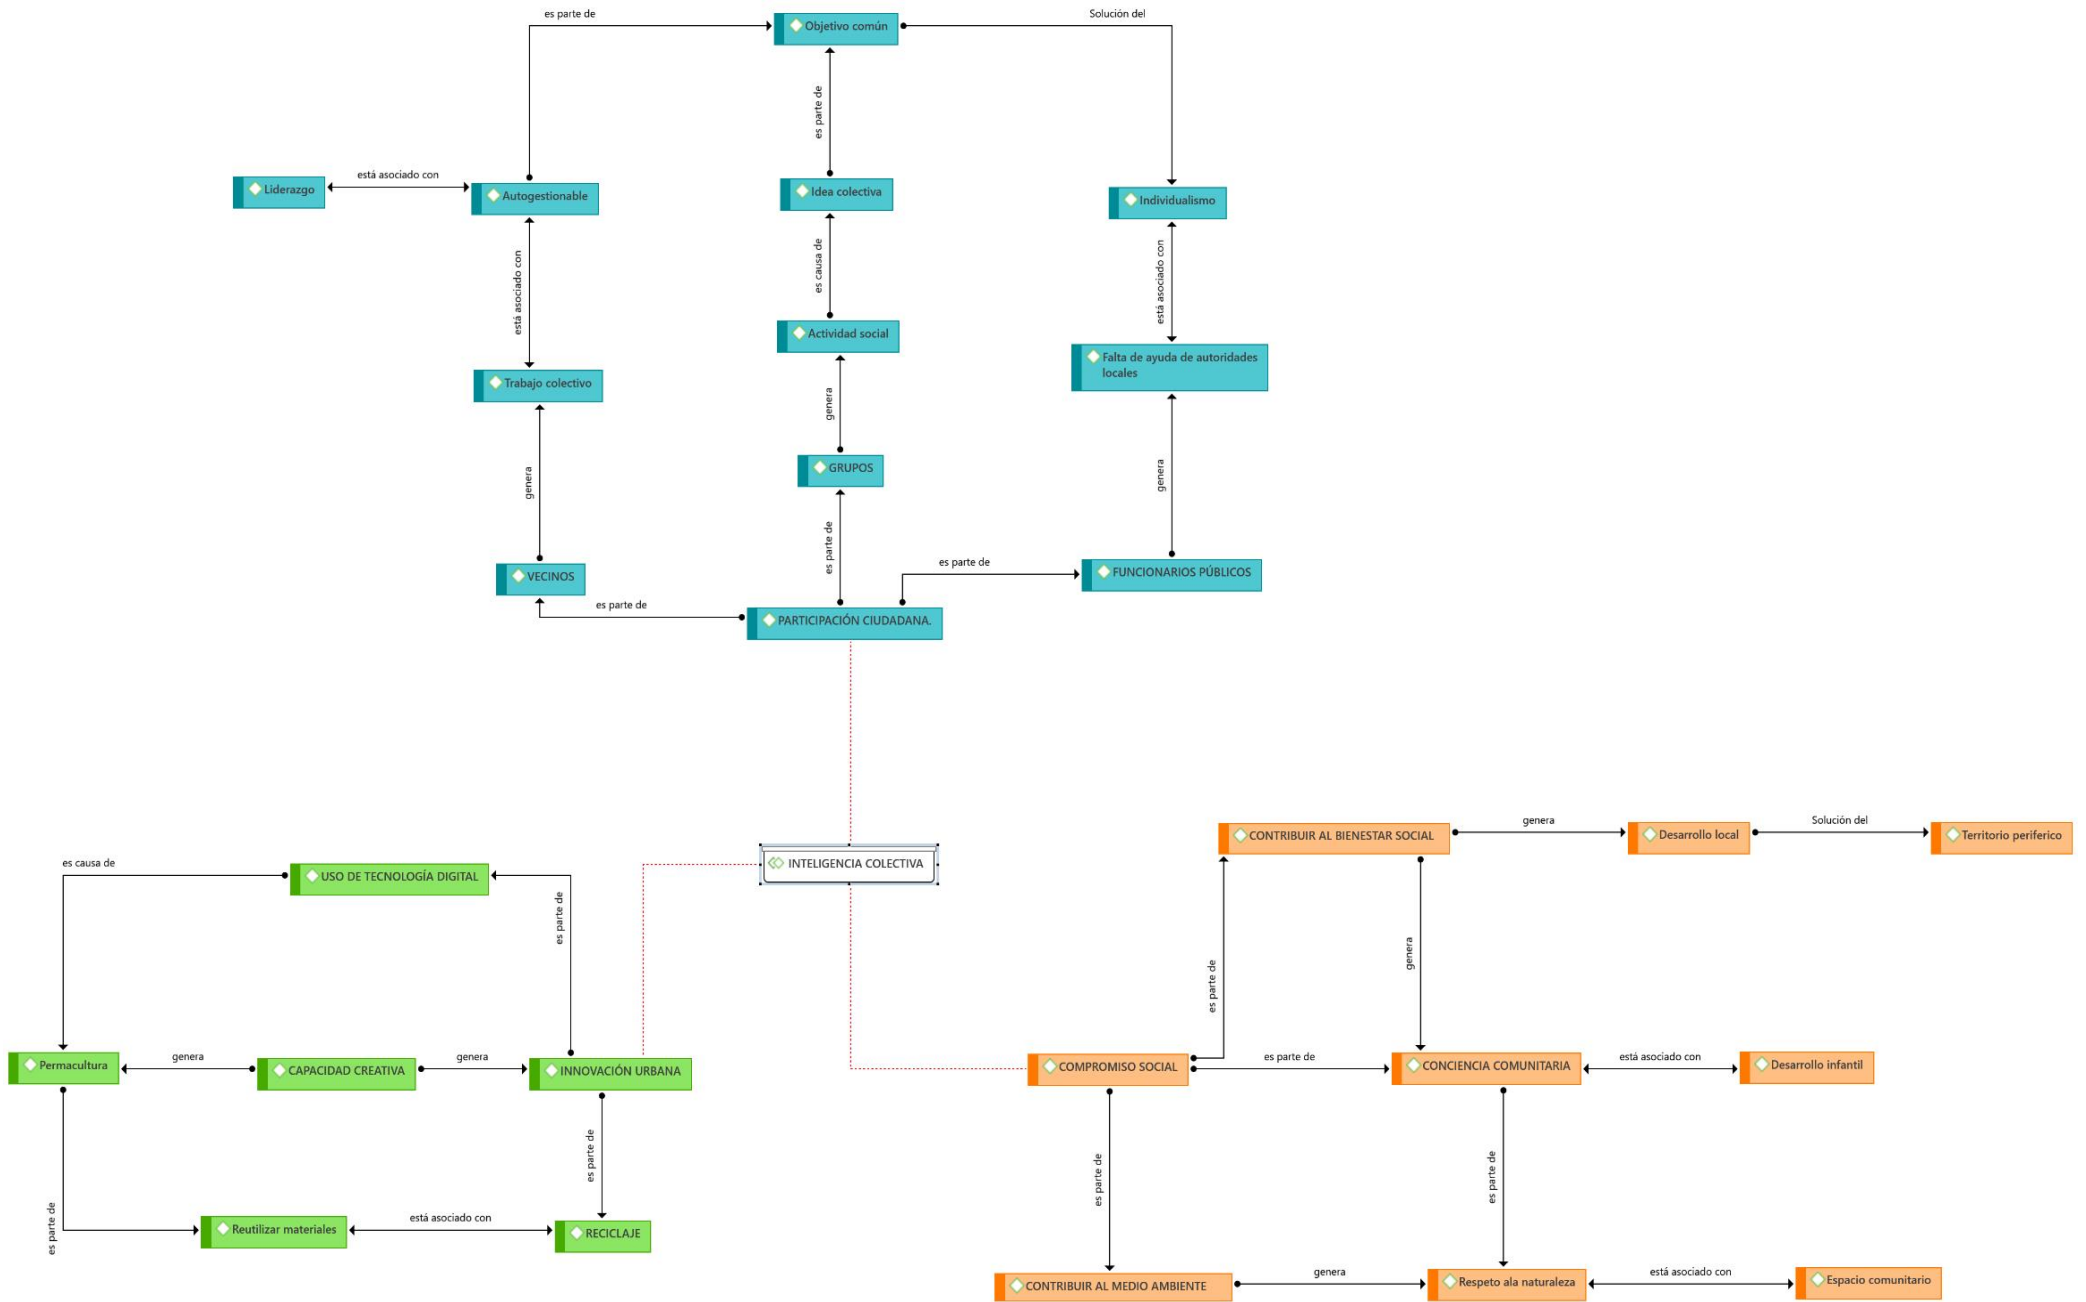 es parte de
Objetivo común
Solución del
es parte de
Liderazgo
está asociado con
Autogestionable
Idea colectiva
Individualismo
está asociado con
es causa de
está asociado con
Actividad social
Falta de ayuda de autoridades
locales
Trabajo colectivo
genera
genera
genera
GRUPOS
es parte de
VECINOS
es parte de
es parte de
FUNCIONARIOS PÚBLICOS
PARTICIPACIÓN CIUDADANA.
INTELIGENCIA COLECTIVA
es causa de
USO DE TECNOLOGÍA DIGITAL
es parte de
Permacultura
genera
CAPACIDAD CREATIVA
genera
INNOVACIÓN URBANA
es parte de
es parte de
Reutilizar materiales
está asociado con
RECICLAJE
CONTRIBUIR AL BIENESTAR SOCIAL
genera
Desarrollo local
Solución del
Territorio periferico
es parte de
genera
COMPROMISO SOCIAL
es parte de
CONCIENCIA COMUNITARIA
está asociado con
Desarrollo infantil
es parte de
es parte de
CONTRIBUIR AL MEDIO AMBIENTE
genera
Respeto ala naturaleza
está asociado con
Espacio comunitario